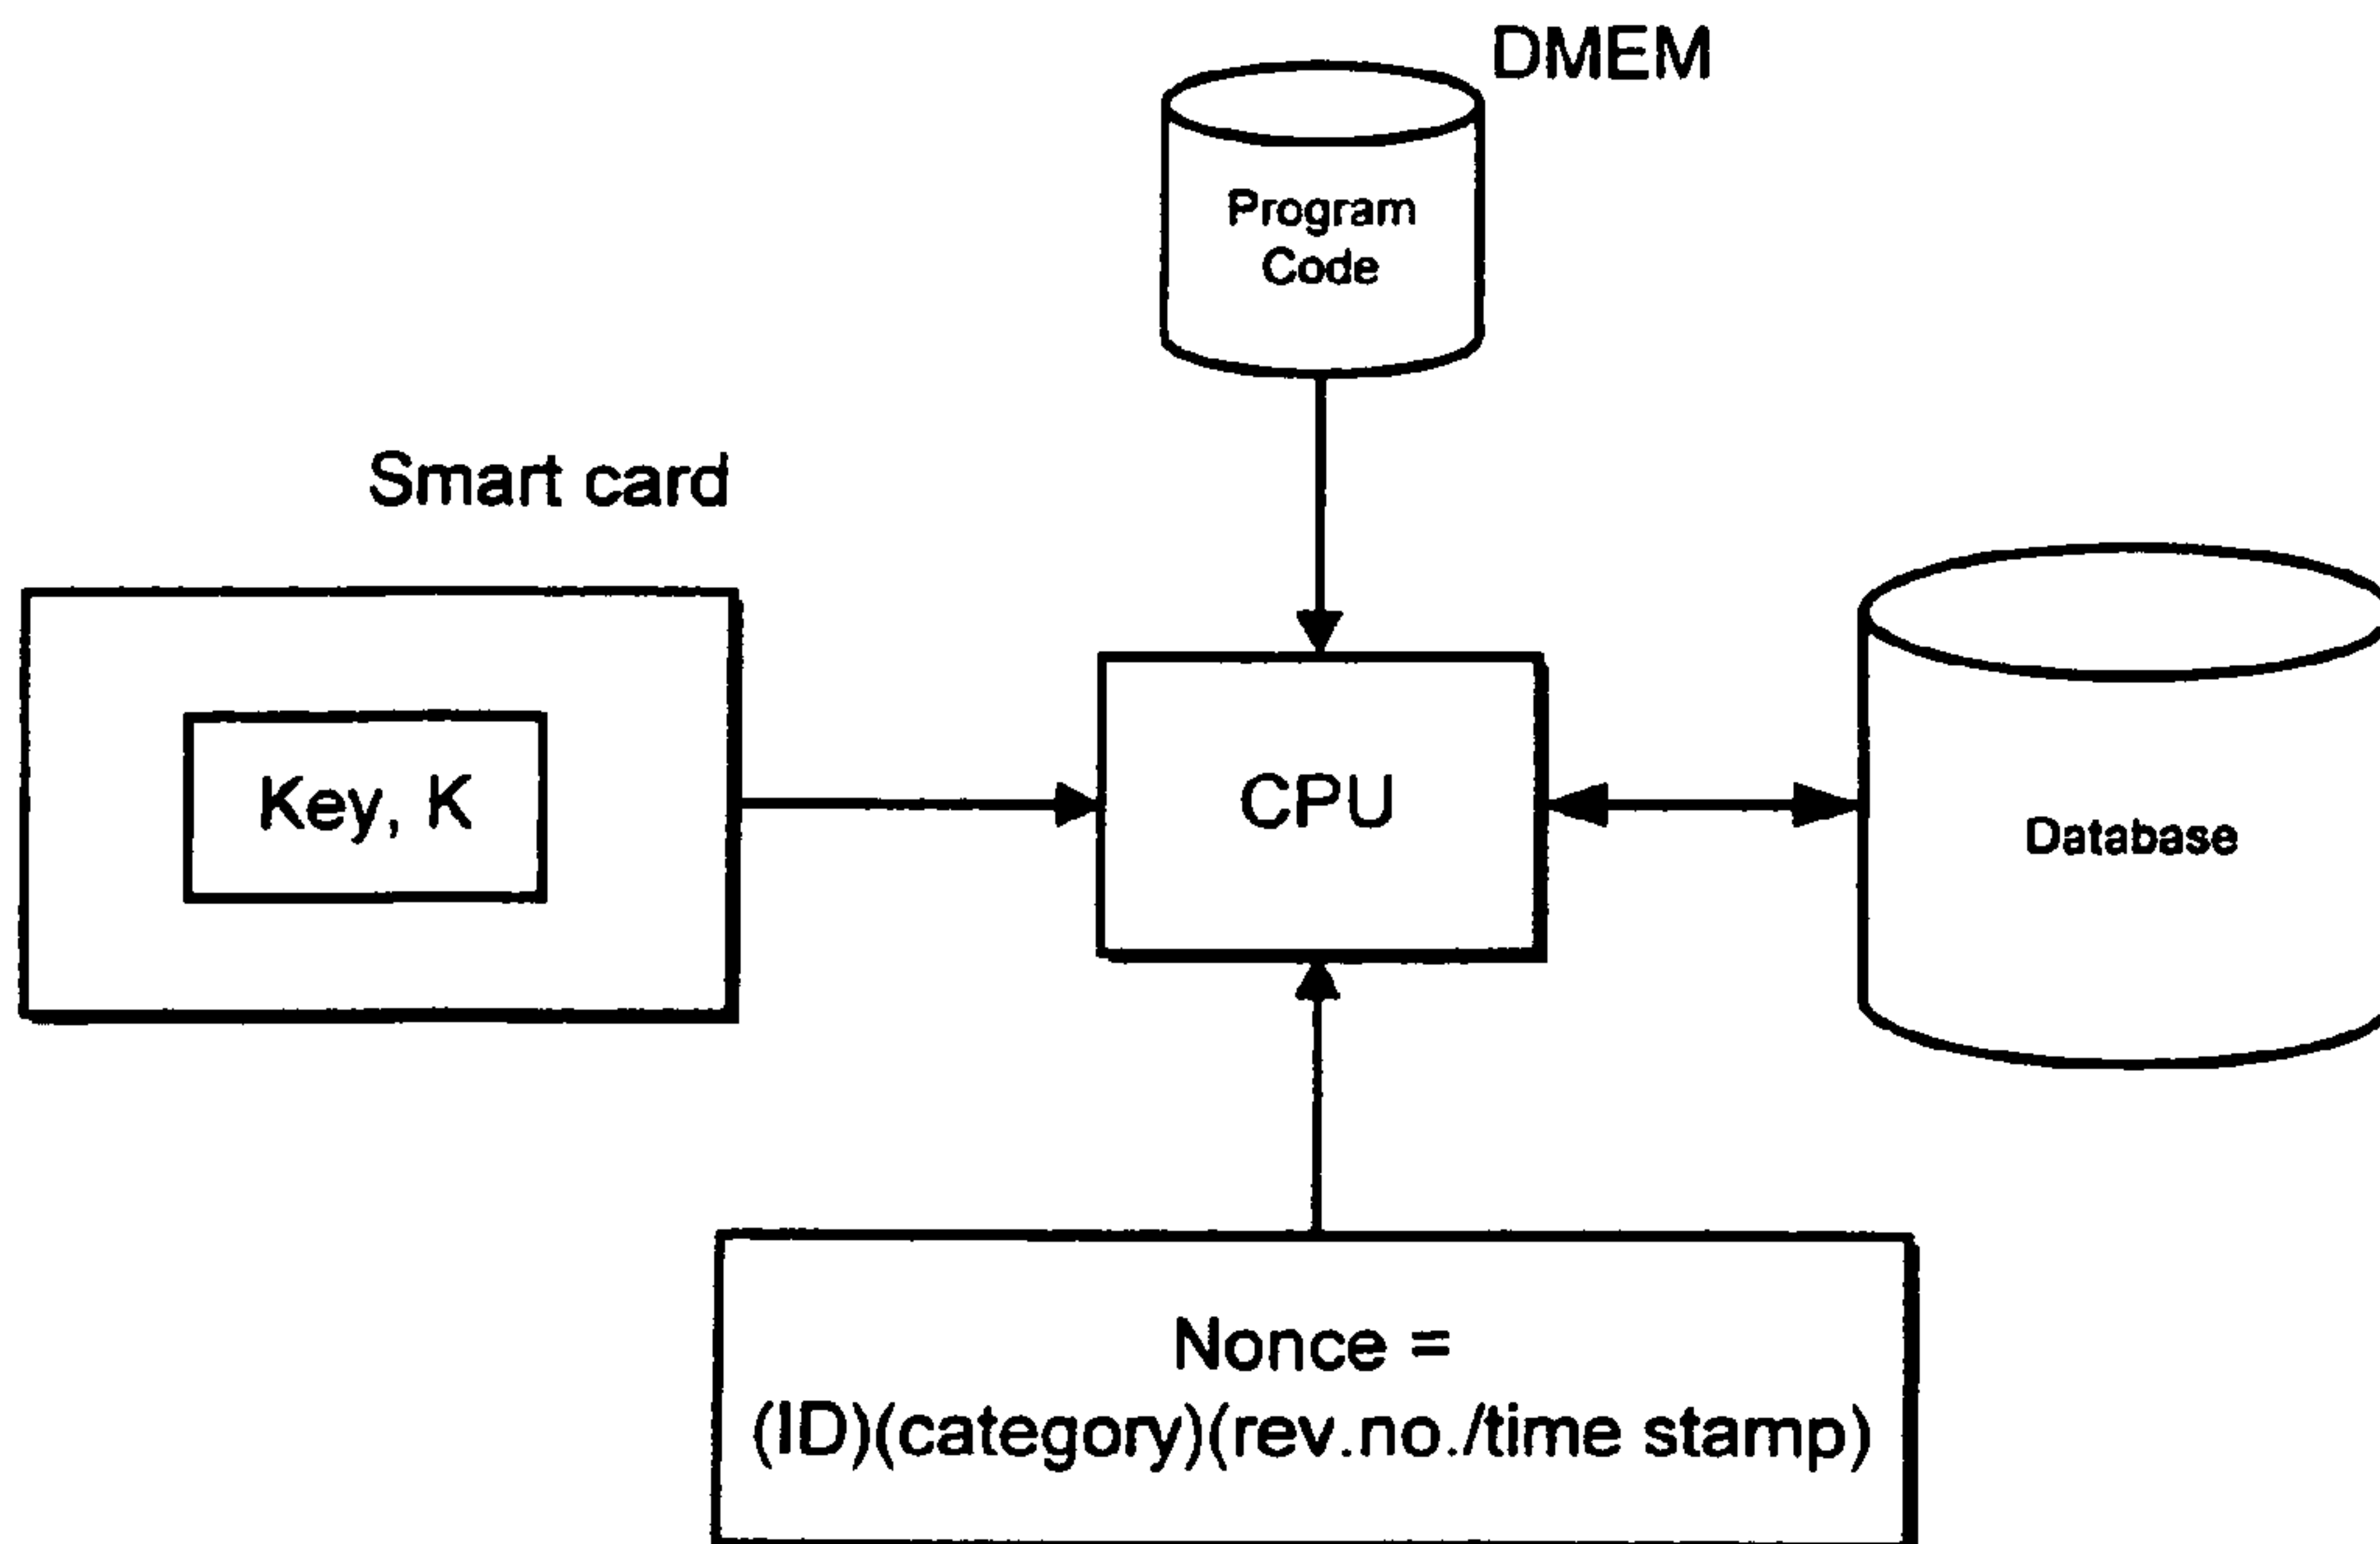 DMEM
Program
Code
Smart card
Key, K
CPU
Database
Nonce =
(ID)(category)(rev.no./time stamp)